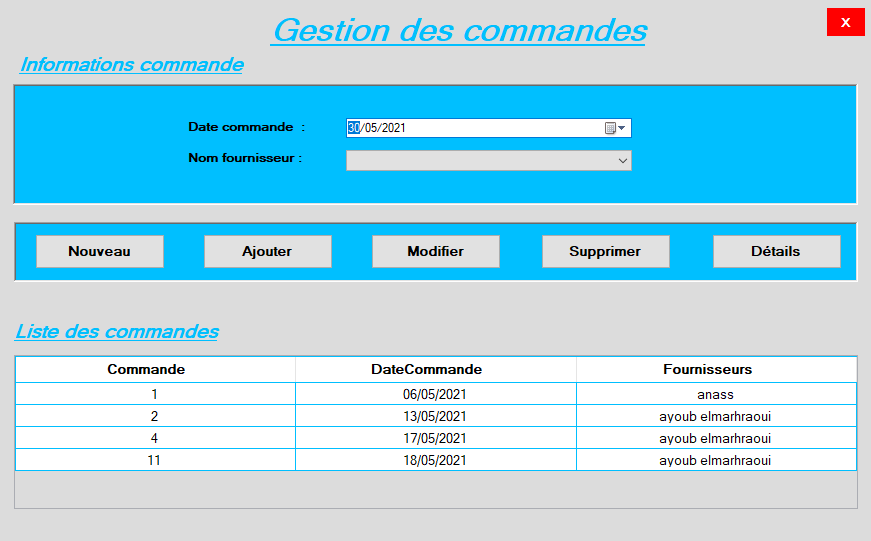 Gestion des commandes
X
Informations commande
Date commande :
30/05/2021
Nom fournisseur :
Nouveau Ajouter Modifier Supprimer Détails
Liste des commandes
Commande DateCommande Fournisseurs
1 06/05/2021 anass
2 13/05/2021 ayoub elmarhraoui
4 17/05/2021 ayoub elmarhraoui
11 18/05/2021 ayoub elmarhraoui